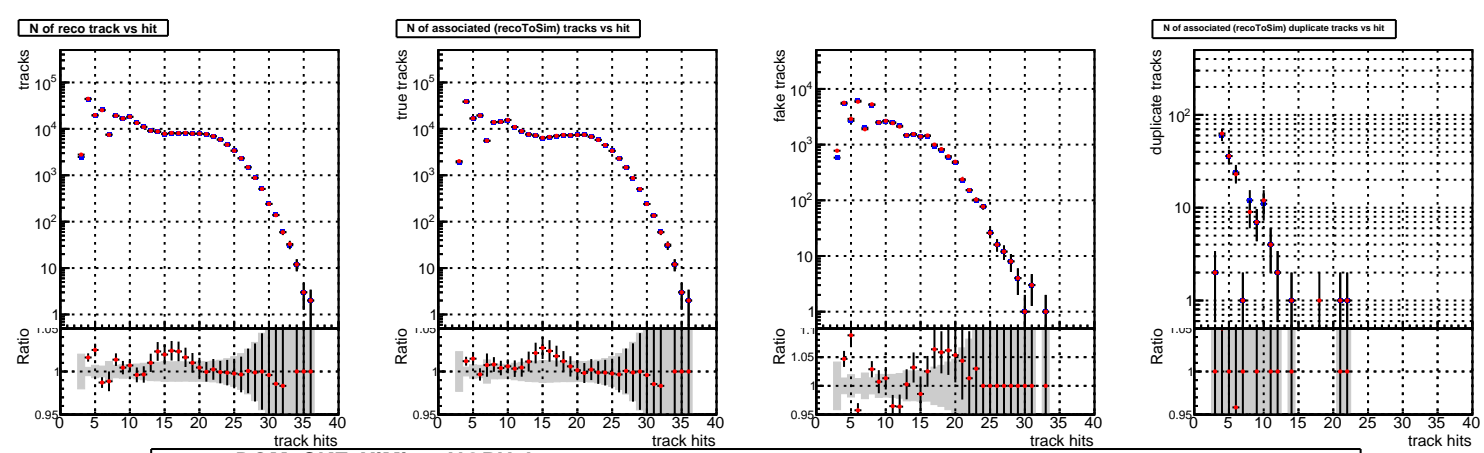 N of reco track vs hit
N of associated (recoToSim) tracks vs hit
N of associated (recoToSim) duplicate tracks vs hit
tracks
10⁵
10⁴
10³
10²
10
1
Ratio
1.05
1
0.95
0 5 10 15 20 25 30 35 40
track hits
true tracks
10⁵
10⁴
10³
10²
10
1
Ratio
1.05
1
0.95
0 5 10 15 20 25 30 35 40
track hits
fake tracks
10⁴
10³
10²
10
1
Ratio
1.1
1.05
1
0.95
0 5 10 15 20 25 30 35 40
track hits
duplicate tracks
10²
10
1
Ratio
1.05
1
0.95
0 5 10 15 20 25 30 35 40
track hits